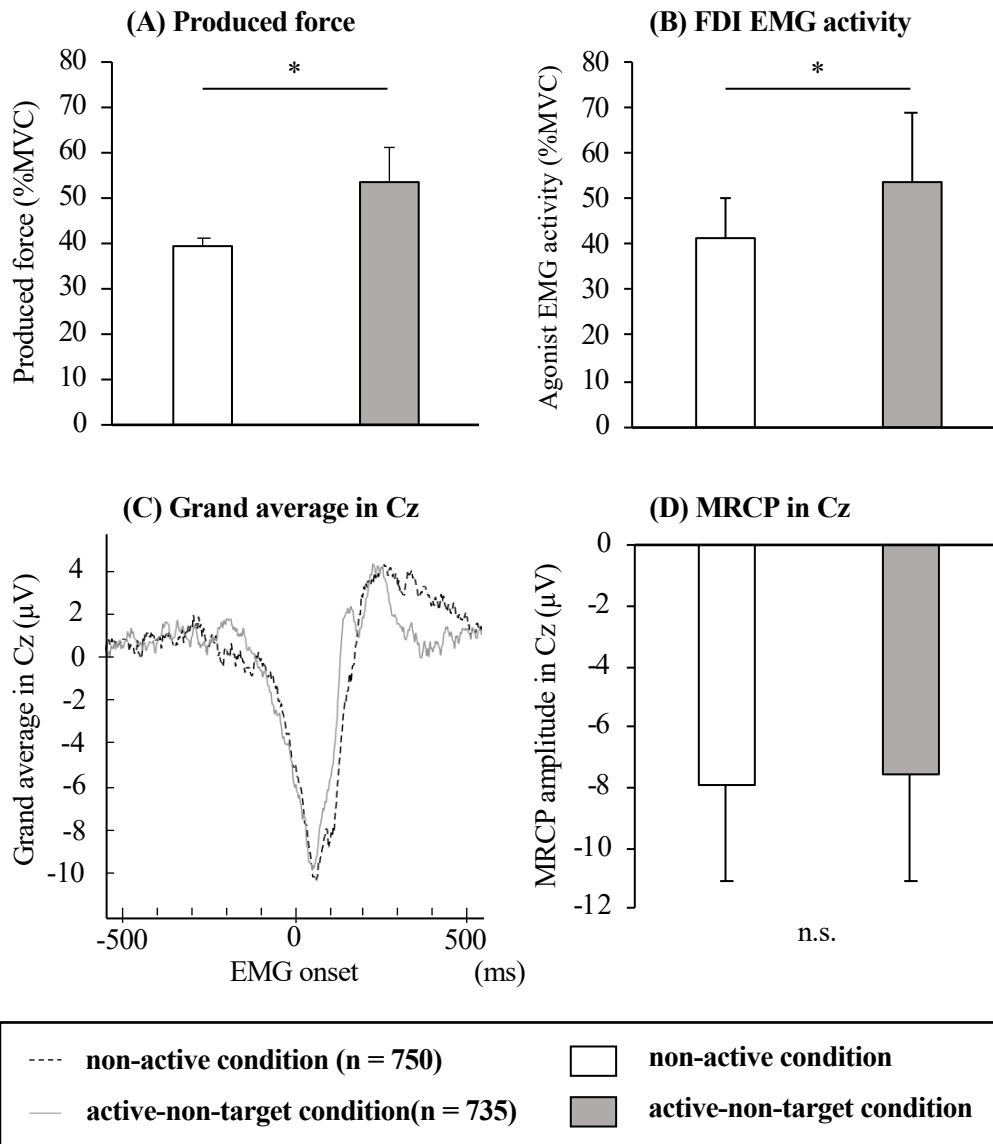 (A) Produced force
Produced force (%MVC)
80
70
60
50
40
30
20
10
0
*
(B) FDI EMG activity
Agonist EMG activity (%MVC)
80
70
60
50
40
30
20
10
0
*
(C) Grand average in Cz
Grand average in Cz (µV)
4
2
0
-2
-4
-6
-8
-10
-500 0 500
EMG onset (ms)
(D) MRCP in Cz
MRCP amplitude in Cz (µV)
0
-2
-4
-6
-8
-10
-12
n.s.
non-active condition (n = 750)
active-non-target condition(n = 735)
non-active condition
active-non-target condition